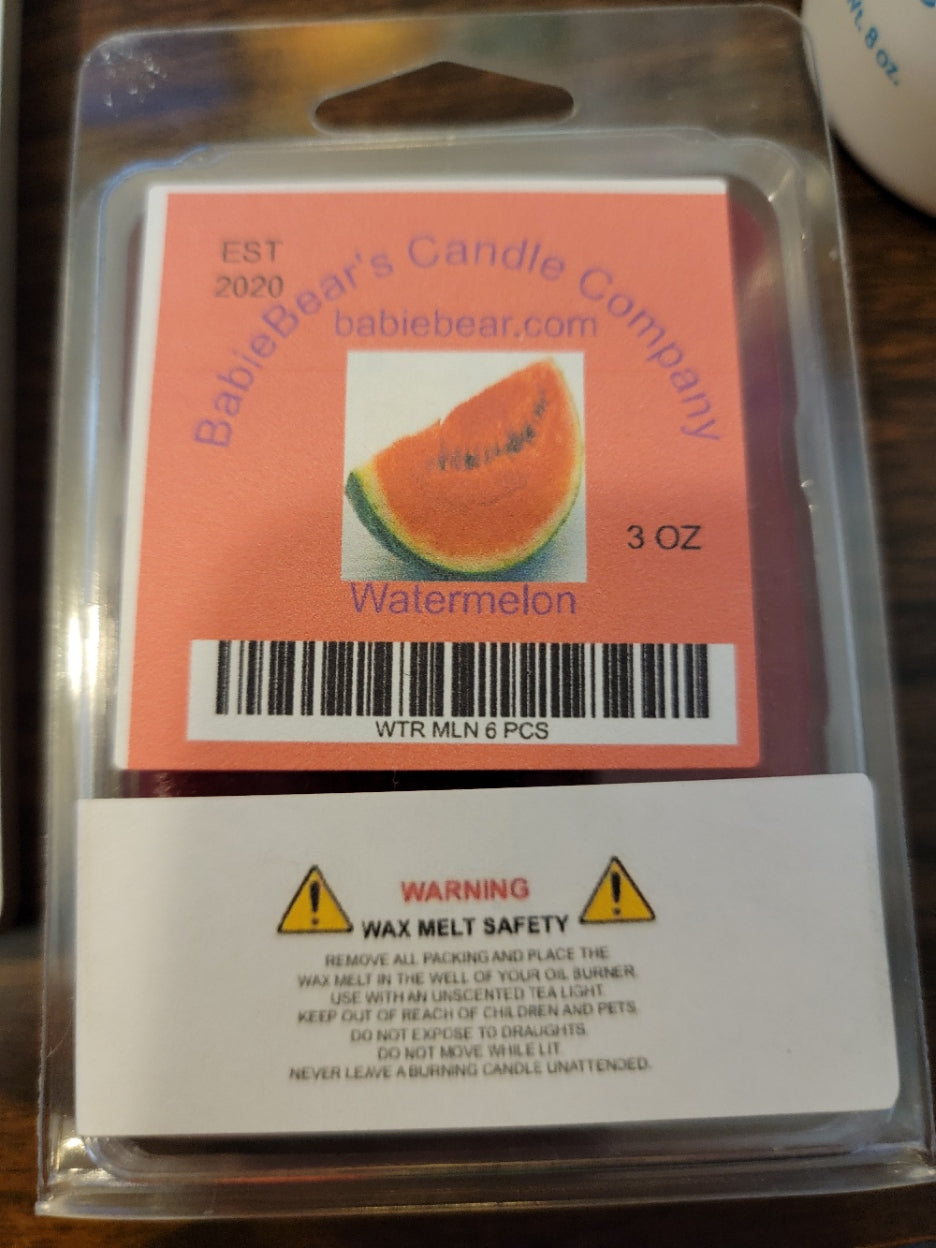 WT. 8 OZ.
EST
2020
BabieBear's Candle Company
babiebear.com
3 OZ
Watermelon
WTR MLN 6 PCS
WARNING
WAX MELT SAFETY
REMOVE ALL PACKING AND PLACE THE
WAX MELT IN THE WELL OF YOUR OIL BURNER.
USE WITH AN UNSCENTED TEA LIGHT.
KEEP OUT OF REACH OF CHILDREN AND PETS.
DO NOT EXPOSE TO DRAUGHTS.
DO NOT MOVE WHILE LIT.
NEVER LEAVE A BURNING CANDLE UNATTENDED.